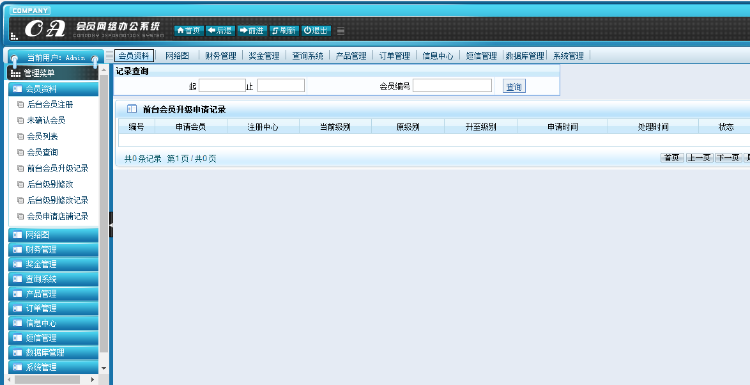 COMPANY
OA 会员网络办公系统
COMPANY INFORMATION SYSTEM
首页 后退 前进 刷新 退出
当前用户: Admin
会员资料 网络图 财务管理 奖金管理 查询系统 产品管理 订单管理 信息中心 短信管理 数据库管理 系统管理
管理菜单
会员资料
后台会员注册
未确认会员
会员列表
会员查询
前台会员升级记录
后台级别修改
后台级别修改记录
会员申请店铺记录
网络图
财务管理
奖金管理
查询系统
产品管理
订单管理
信息中心
短信管理
数据库管理
系统管理
记录查询
起 止 会员编号 查询
前台会员升级申请记录
编号 申请会员 注册中心 当前级别 原级别 升至级别 申请时间 处理时间 状态
共0条记录 第1页/共0页 首页 上一页 下一页